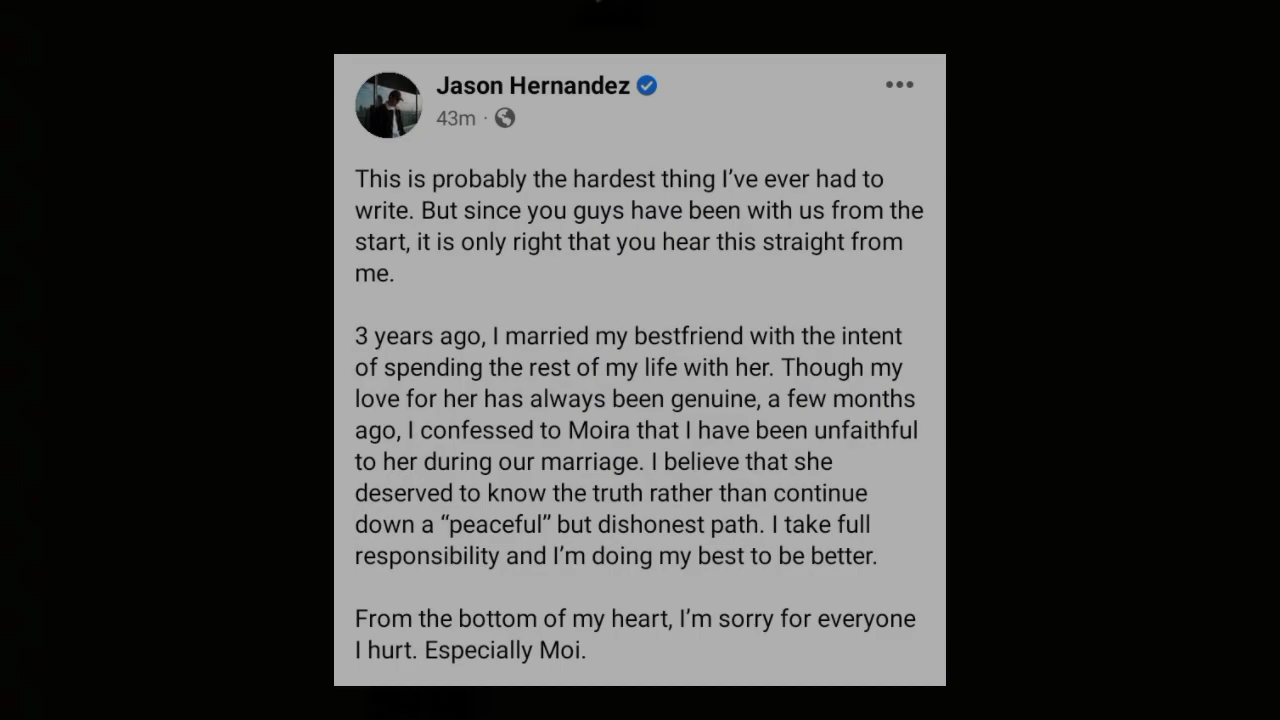 Jason Hernandez
43m ·
This is probably the hardest thing I’ve ever had to
write. But since you guys have been with us from the
start, it is only right that you hear this straight from
me.
3 years ago, I married my bestfriend with the intent
of spending the rest of my life with her. Though my
love for her has always been genuine, a few months
ago, I confessed to Moira that I have been unfaithful
to her during our marriage. I believe that she
deserved to know the truth rather than continue
down a “peaceful” but dishonest path. I take full
responsibility and I’m doing my best to be better.
From the bottom of my heart, I’m sorry for everyone
I hurt. Especially Moi.